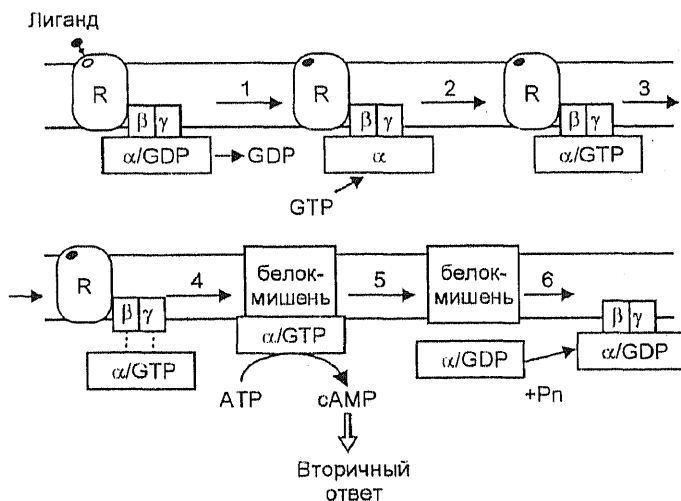 Лиганд
R
β γ
α/GDP
GDP
1
R
β γ
α
GTP
2
R
β γ
α/GTP
3
R
β γ
α/GTP
4
белок-
мишень
α/GTP
ATP
cAMP
Вторичный
ответ
5
белок-
мишень
α/GDP
+Рп
6
β γ
α/GDP